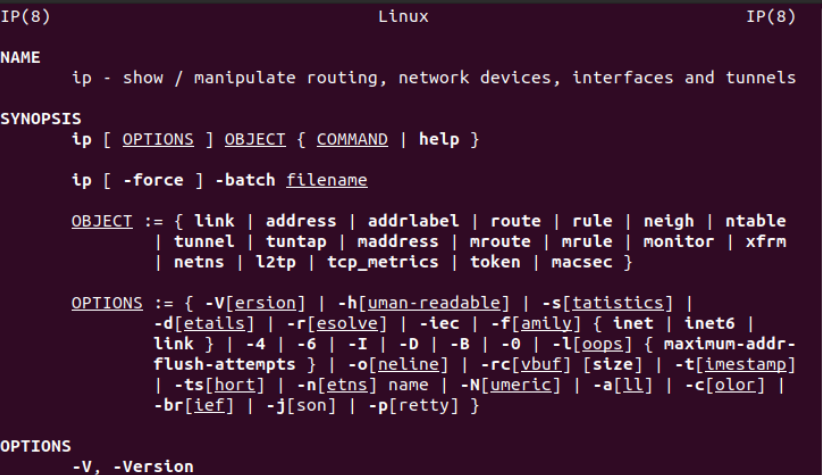 IP(8) Linux IP(8)
NAME
ip - show / manipulate routing, network devices, interfaces and tunnels
SYNOPSIS
ip [ OPTIONS ] OBJECT { COMMAND | help }
ip [ -force ] -batch filename
OBJECT := { link | address | addrlabel | route | rule | neigh | ntable
| tunnel | tuntap | maddress | mroute | mrule | monitor | xfrm
| netns | l2tp | tcp_metrics | token | macsec }
OPTIONS := { -V[ersion] | -h[uman-readable] | -s[tatistics] |
-d[etails] | -r[esolve] | -iec | -f[amily] { inet | inet6 |
link } | -4 | -6 | -I | -D | -B | -0 | -l[oops] { maximum-addr-
flush-attempts } | -o[neline] | -rc[vbuf] [size] | -t[imestamp]
| -ts[hort] | -n[etns] name | -N[umeric] | -a[ll] | -c[olor] |
-br[ief] | -j[son] | -p[retty] }
OPTIONS
-V, -Version